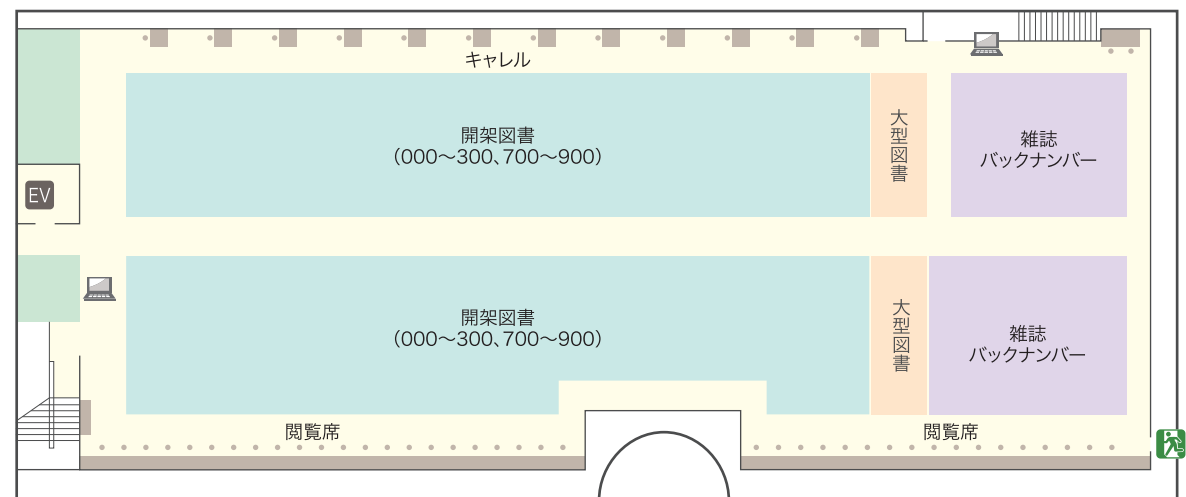 キャレル
開架図書
(000〜300、700〜900)
大型図書
雑誌
バックナンバー
EV
開架図書
(000〜300、700〜900)
大型図書
雑誌
バックナンバー
閲覧席
閲覧席